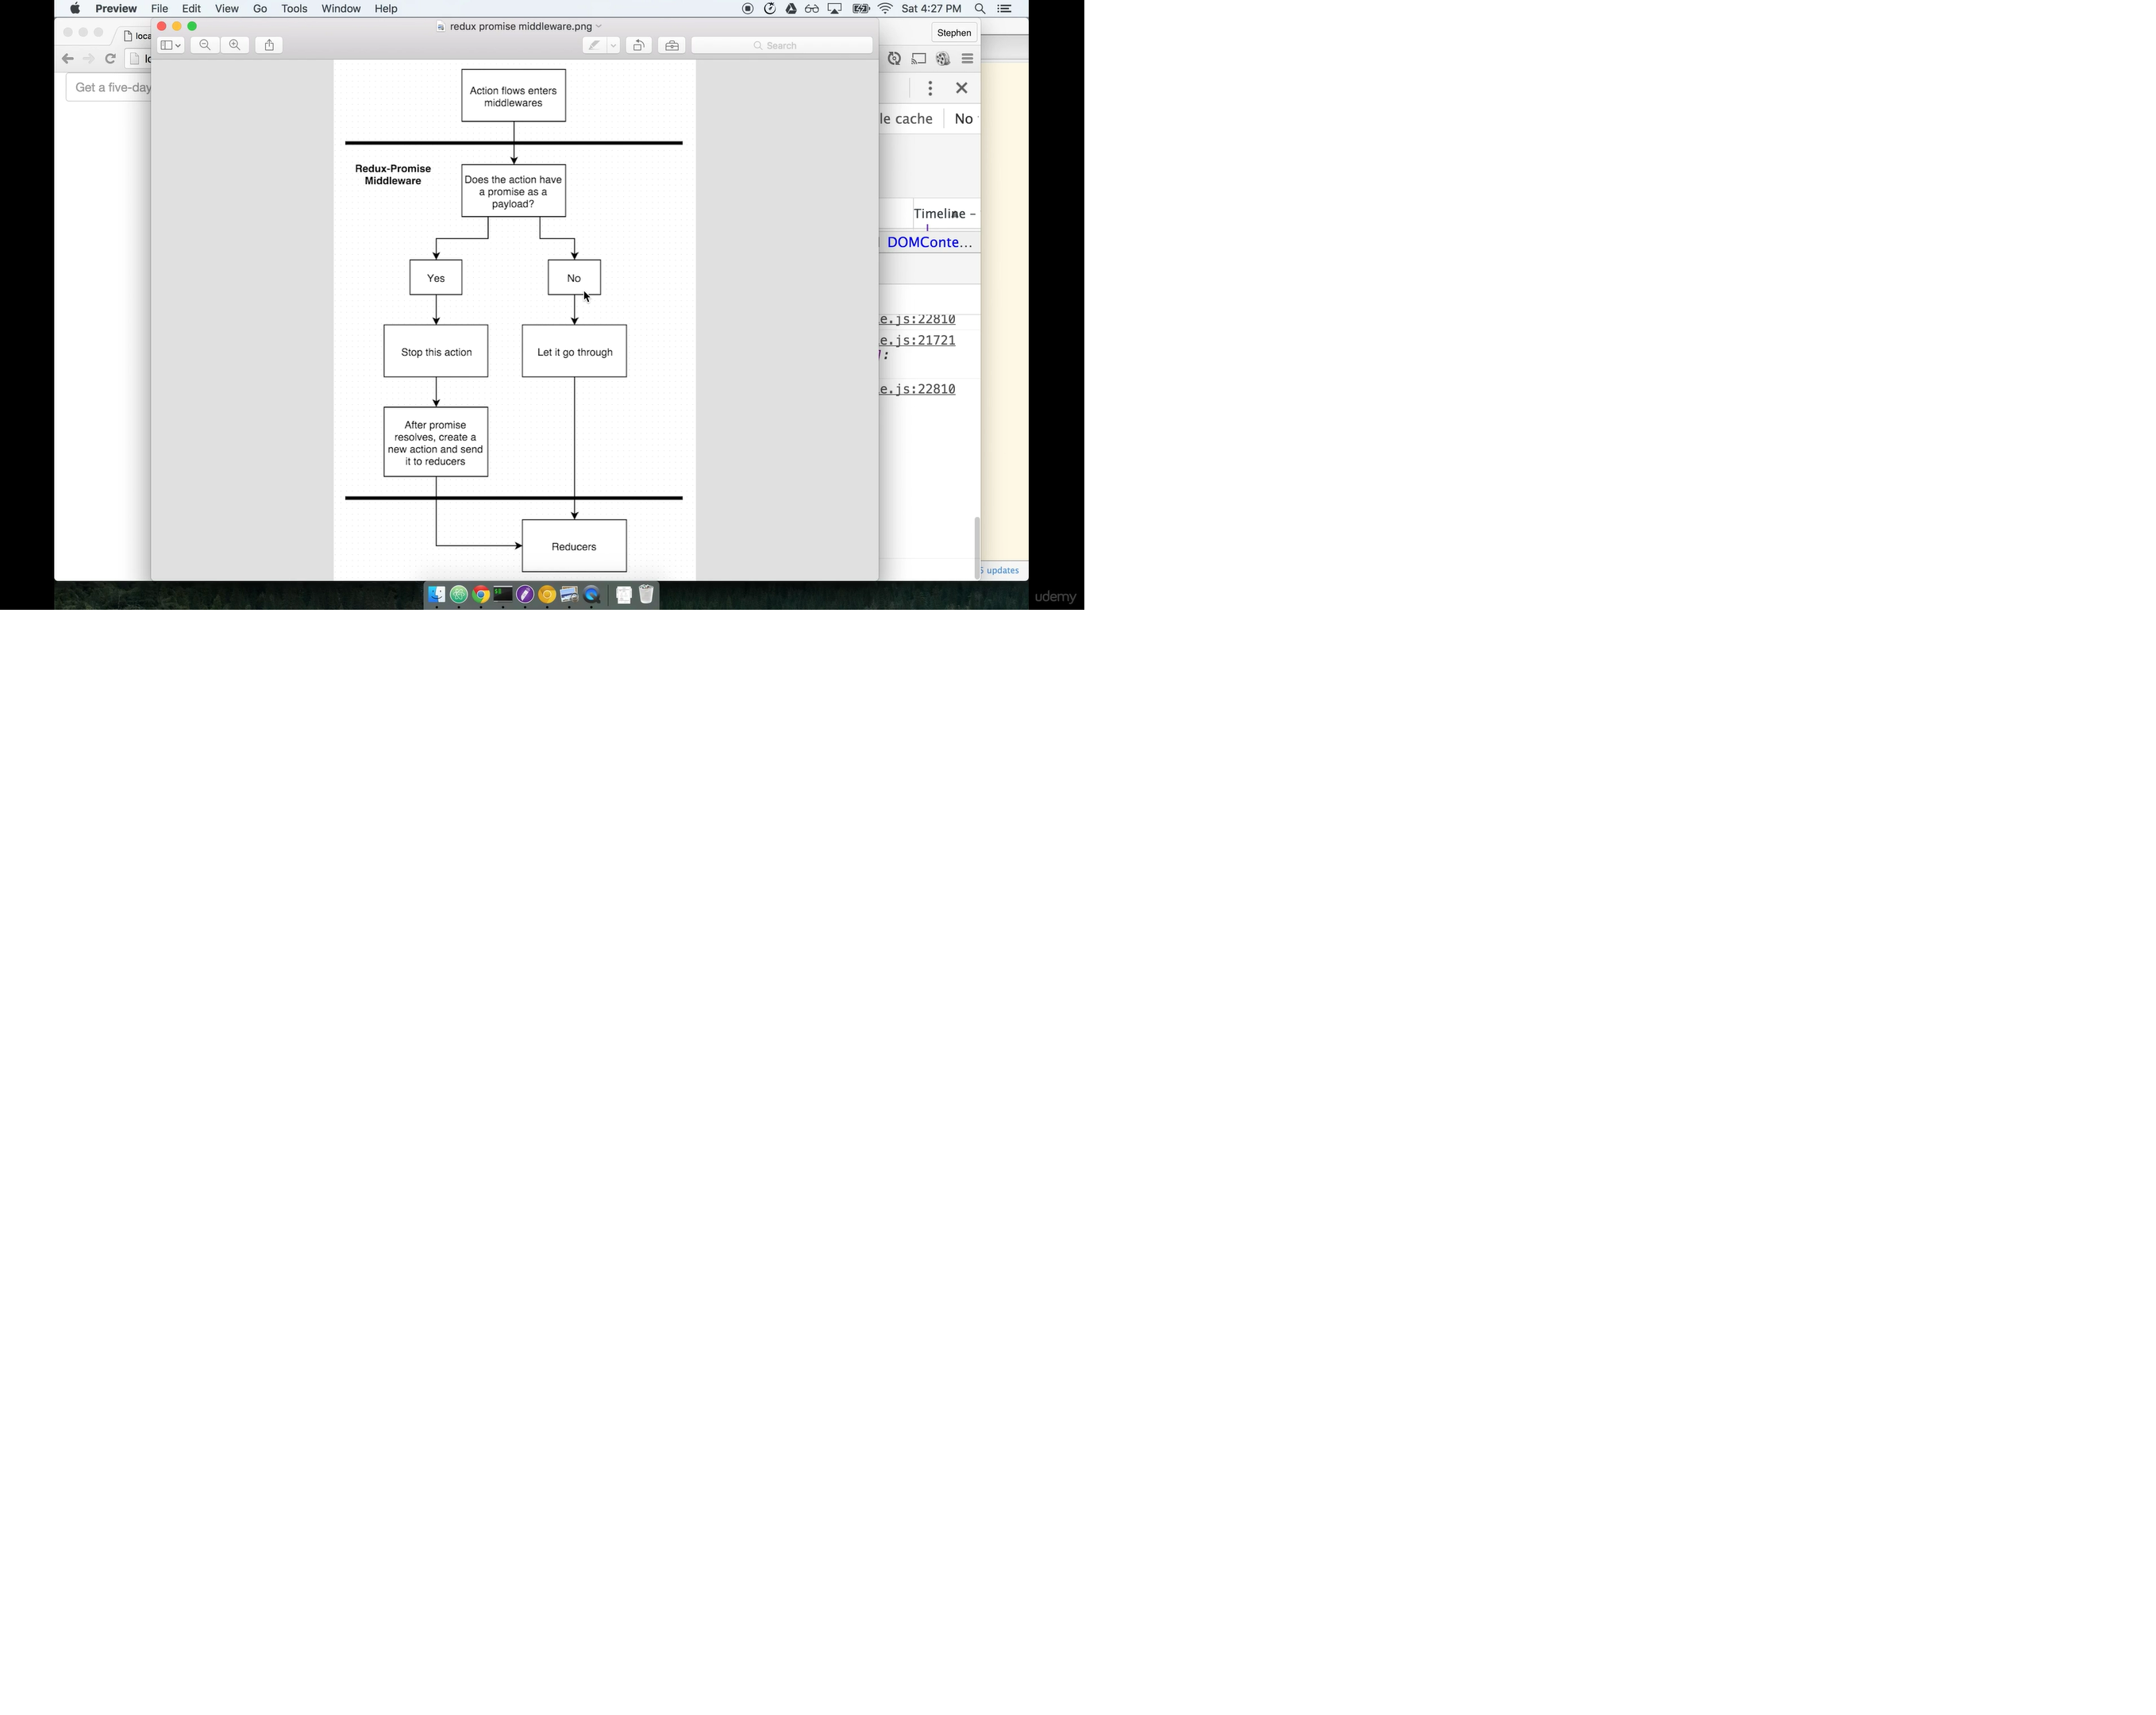 Preview File Edit View Go Tools Window Help
Sat 4:27 PM
redux promise middleware.png
Stephen
Search
Get a five-day
le cache
No
Action flows enters
middlewares
Redux-Promise
Middleware
Does the action have
a promise as a
payload?
Timeline –
DOMConte...
Yes
No
e.js:22810
e.js:21721
e.js:22810
Stop this action
Let it go through
After promise
resolves, create a
new action and send
it to reducers
Reducers
updates
udemy